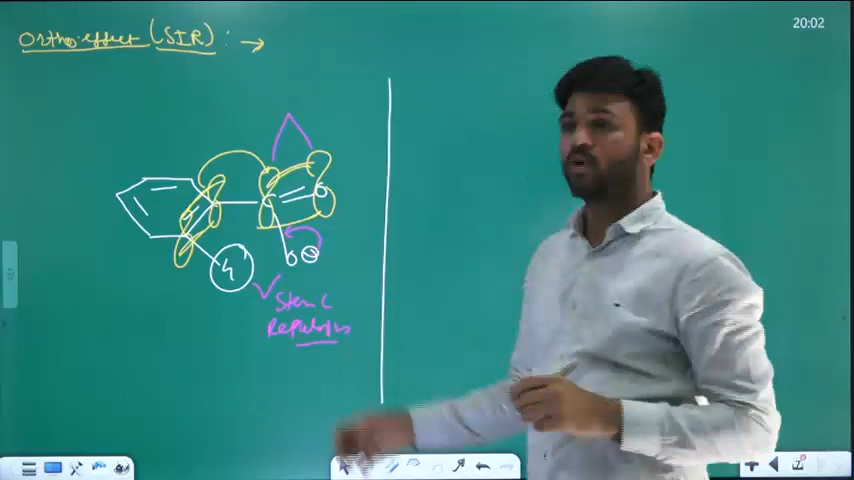 Ortho-effect (SIR) : →
20:02
C
O
O ⊖
G
Steric
Repulsion